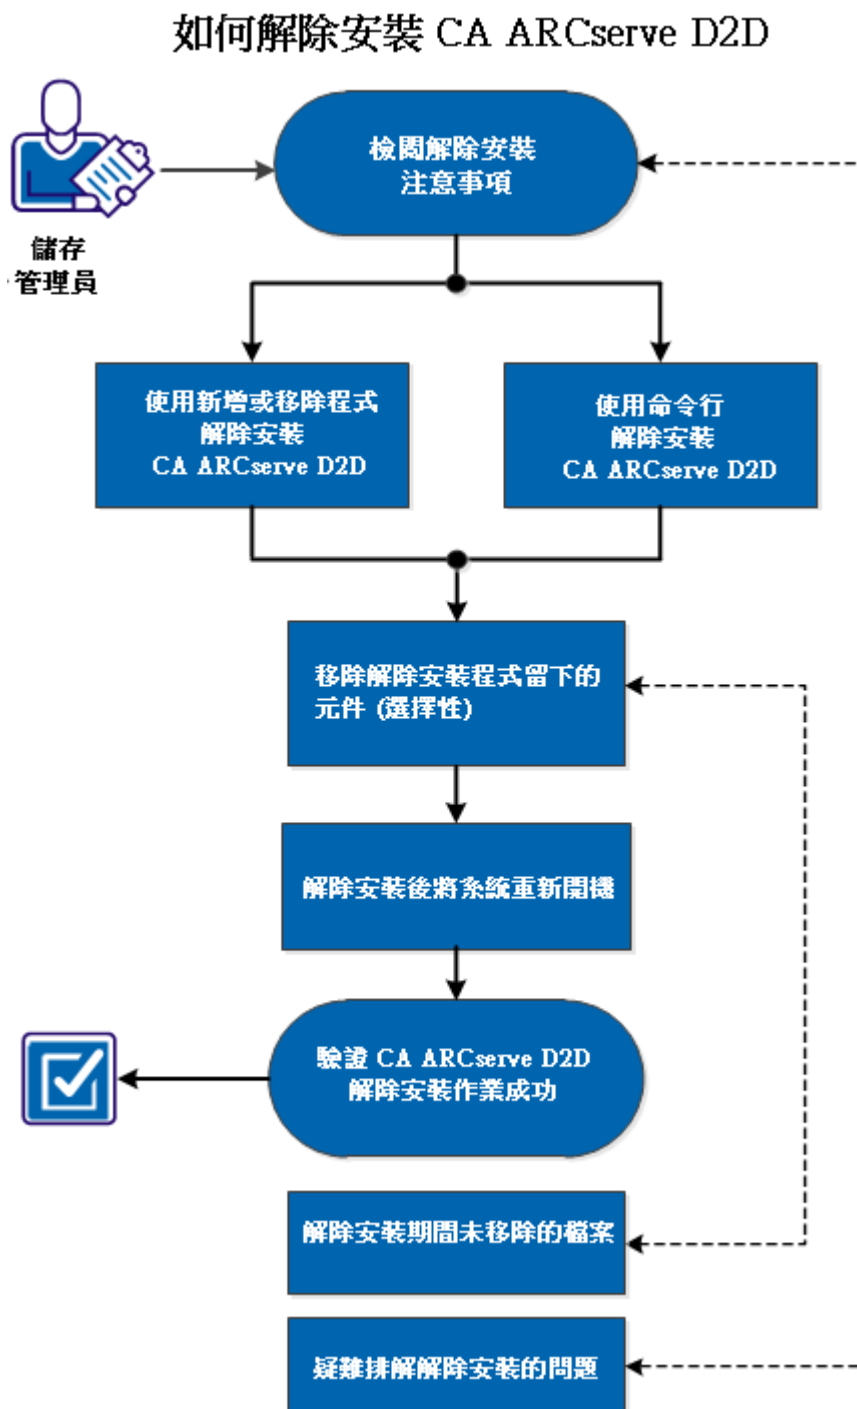 如何解除安裝 CA ARCserve D2D
檢閱解除安裝
注意事項
儲存
管理員
使用新增或移除程式
解除安裝
CA ARCserve D2D
使用命令行
解除安裝
CA ARCserve D2D
移除解除安裝程式留下的
元件 (選擇性)
解除安裝後將系統重新開機
驗證 CA ARCserve D2D
解除安裝作業成功
解除安裝期間未移除的檔案
疑難排解解除安裝的問題